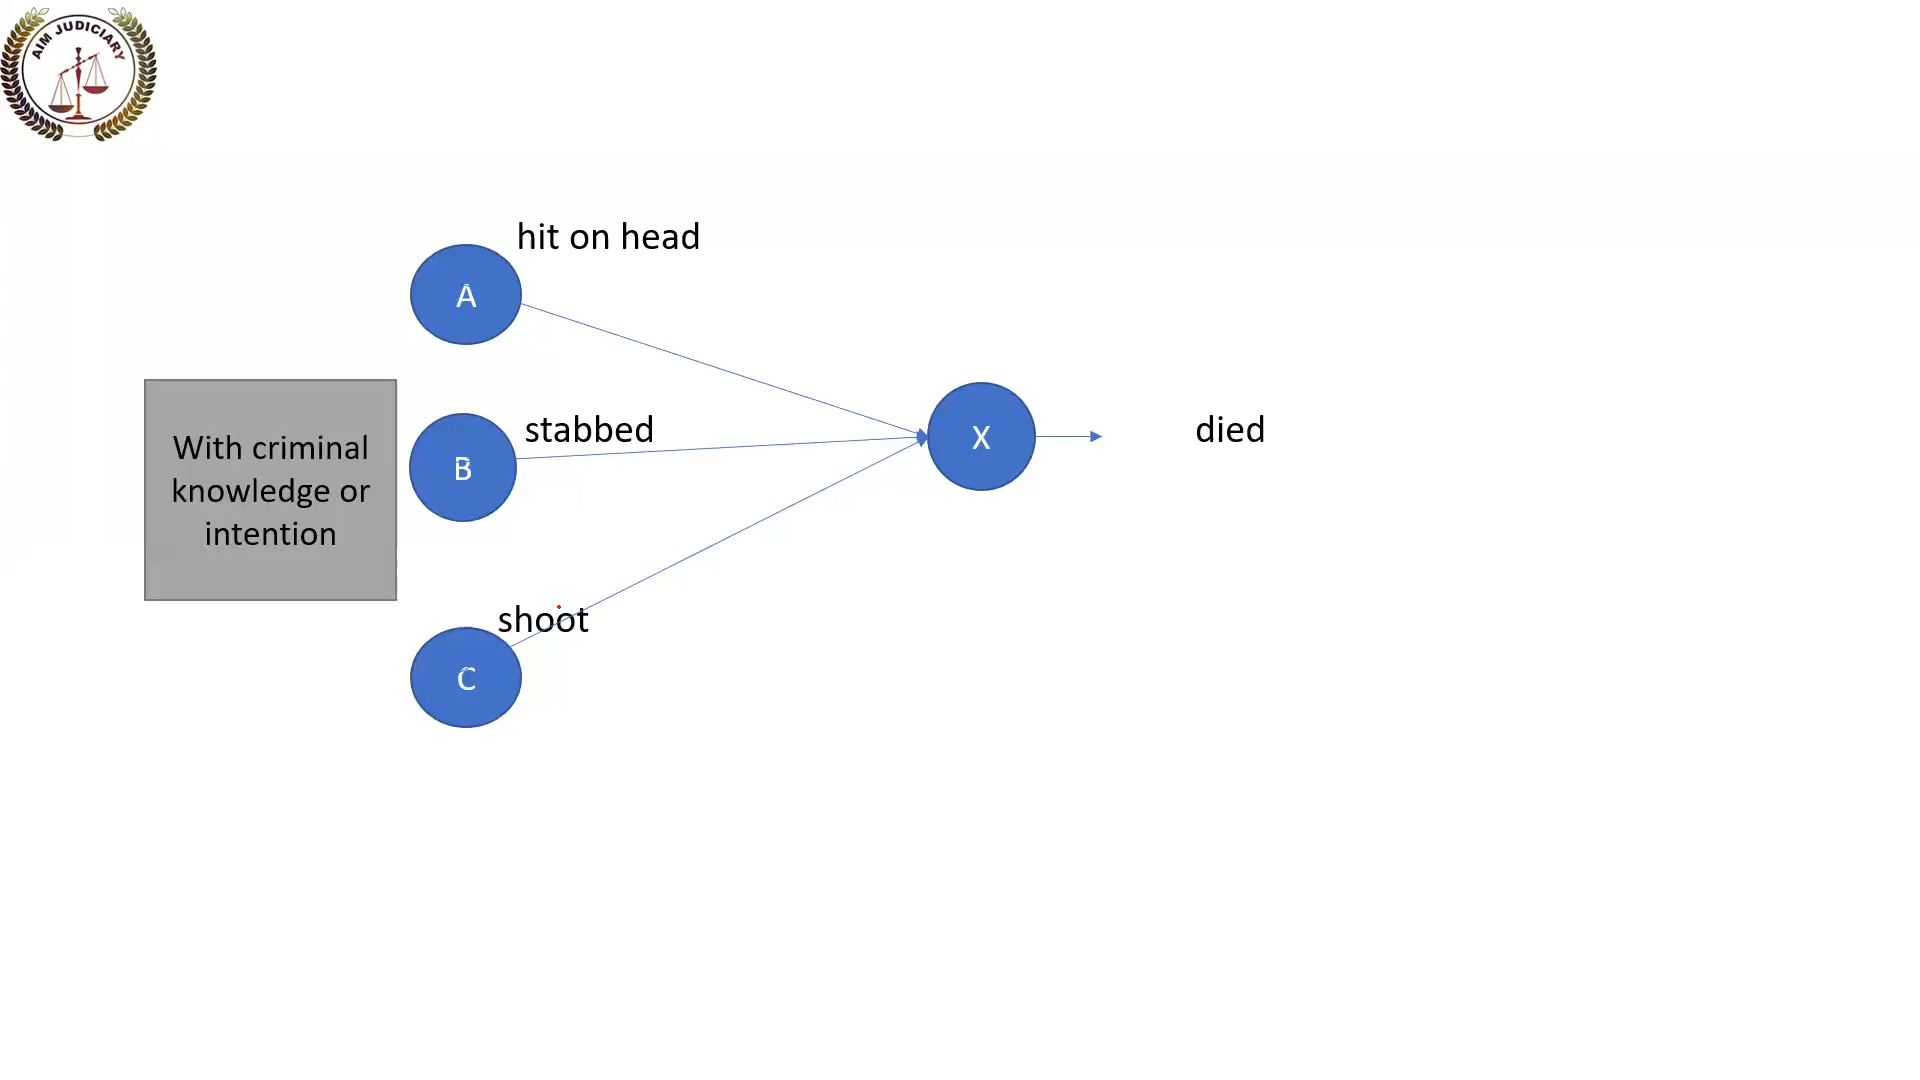 AIM JUDICIARY
hit on head
A
With criminal
knowledge or
intention
stabbed
B
X
died
shoot
C